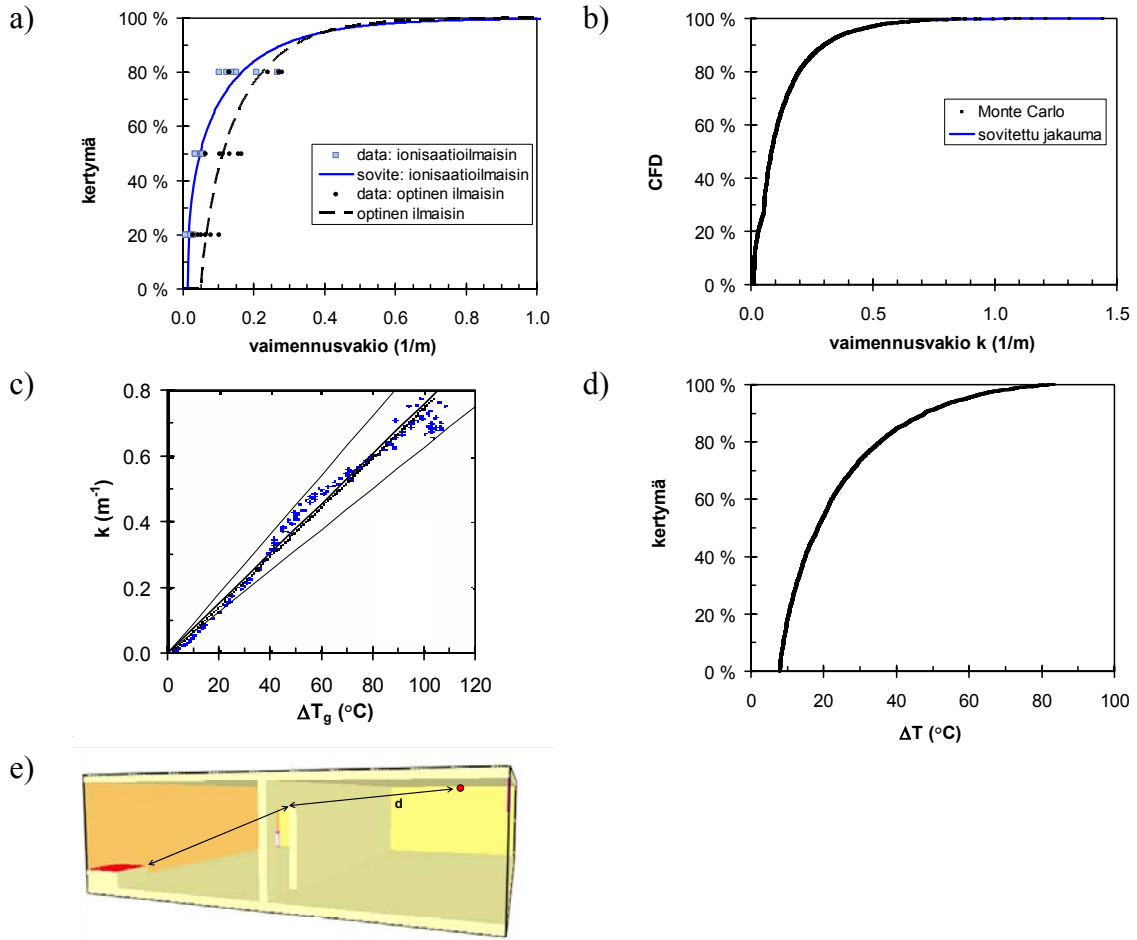 a)
100 %
80 %
60 %
40 %
20 %
0 %
kertymä
data: ionisaatioilmaisin
sovite: ionisaatioilmaisin
data: optinen ilmaisin
optinen ilmaisin
0.0 0.2 0.4 0.6 0.8 1.0
vaimennusvakio (1/m)
b)
100 %
80 %
60 %
40 %
20 %
0 %
CFD
Monte Carlo
sovitettu jakauma
0.0 0.5 1.0 1.5
vaimennusvakio k (1/m)
c)
0.8
0.6
0.4
0.2
0.0
k (m⁻¹)
0 20 40 60 80 100 120
ΔTg (°C)
d)
100 %
80 %
60 %
40 %
20 %
0 %
kertymä
0 20 40 60 80 100
ΔT (°C)
e)
d